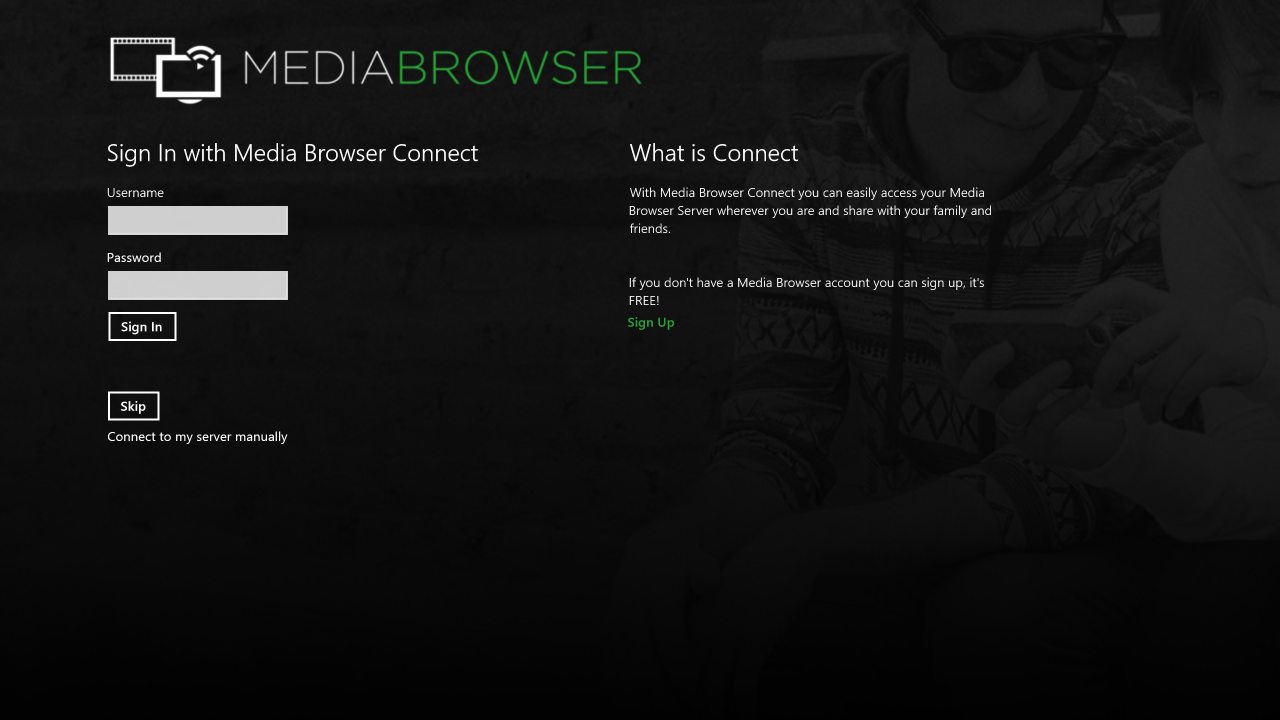 MEDIABROWSER
Sign In with Media Browser Connect
Username
Password
Sign In
Skip
Connect to my server manually
What is Connect
With Media Browser Connect you can easily access your Media
Browser Server wherever you are and share with your family and
friends.
If you don't have a Media Browser account you can sign up, it's
FREE!
Sign Up